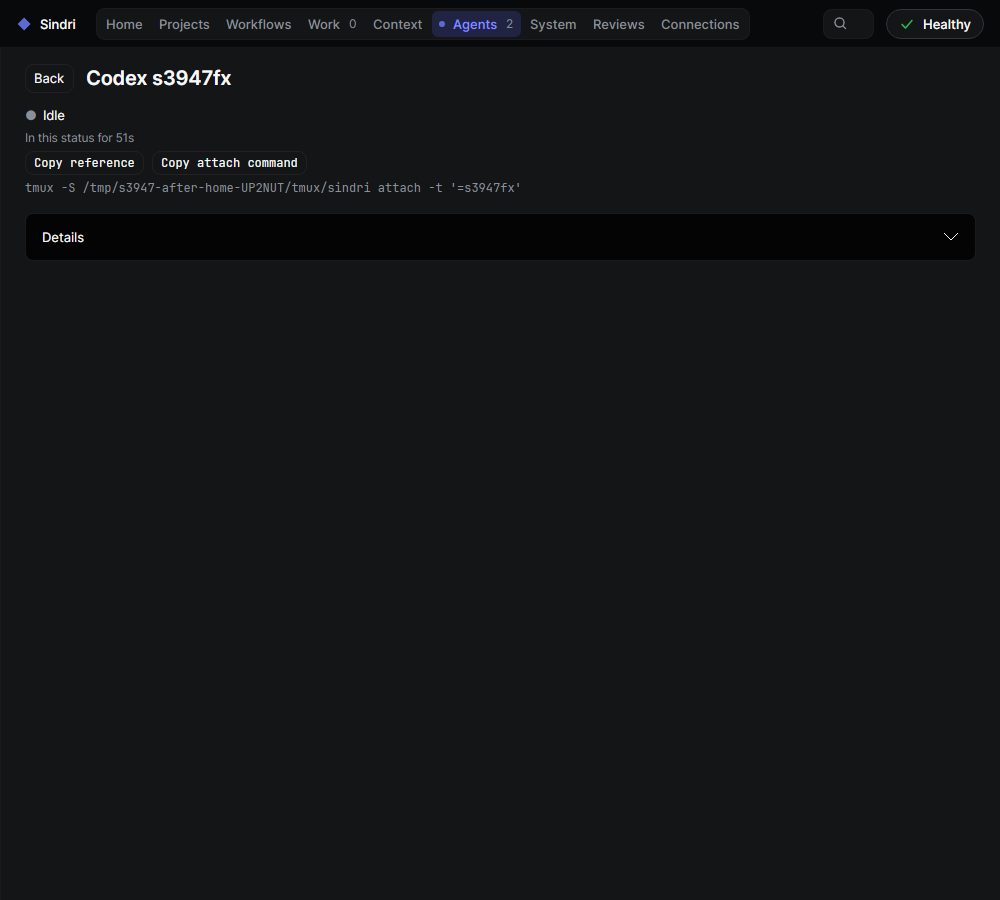 Sindri Home Projects Workflows Work 0 Context Agents 2 System Reviews Connections Healthy
Back Codex s3947fx
Idle
In this status for 51s
Copy reference Copy attach command
tmux -S /tmp/s3947-after-home-UP2NUT/tmux/sindri attach -t '=s3947fx'
Details